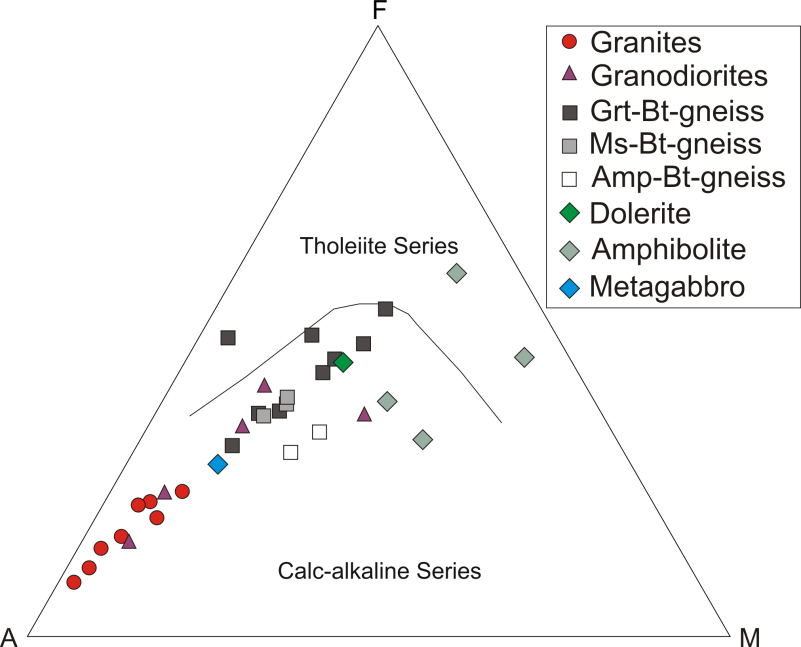 F
Granites
Granodiorites
Grt-Bt-gneiss
Ms-Bt-gneiss
Amp-Bt-gneiss
Dolerite
Amphibolite
Metagabbro
Tholeiite Series
Calc-alkaline Series
A
M